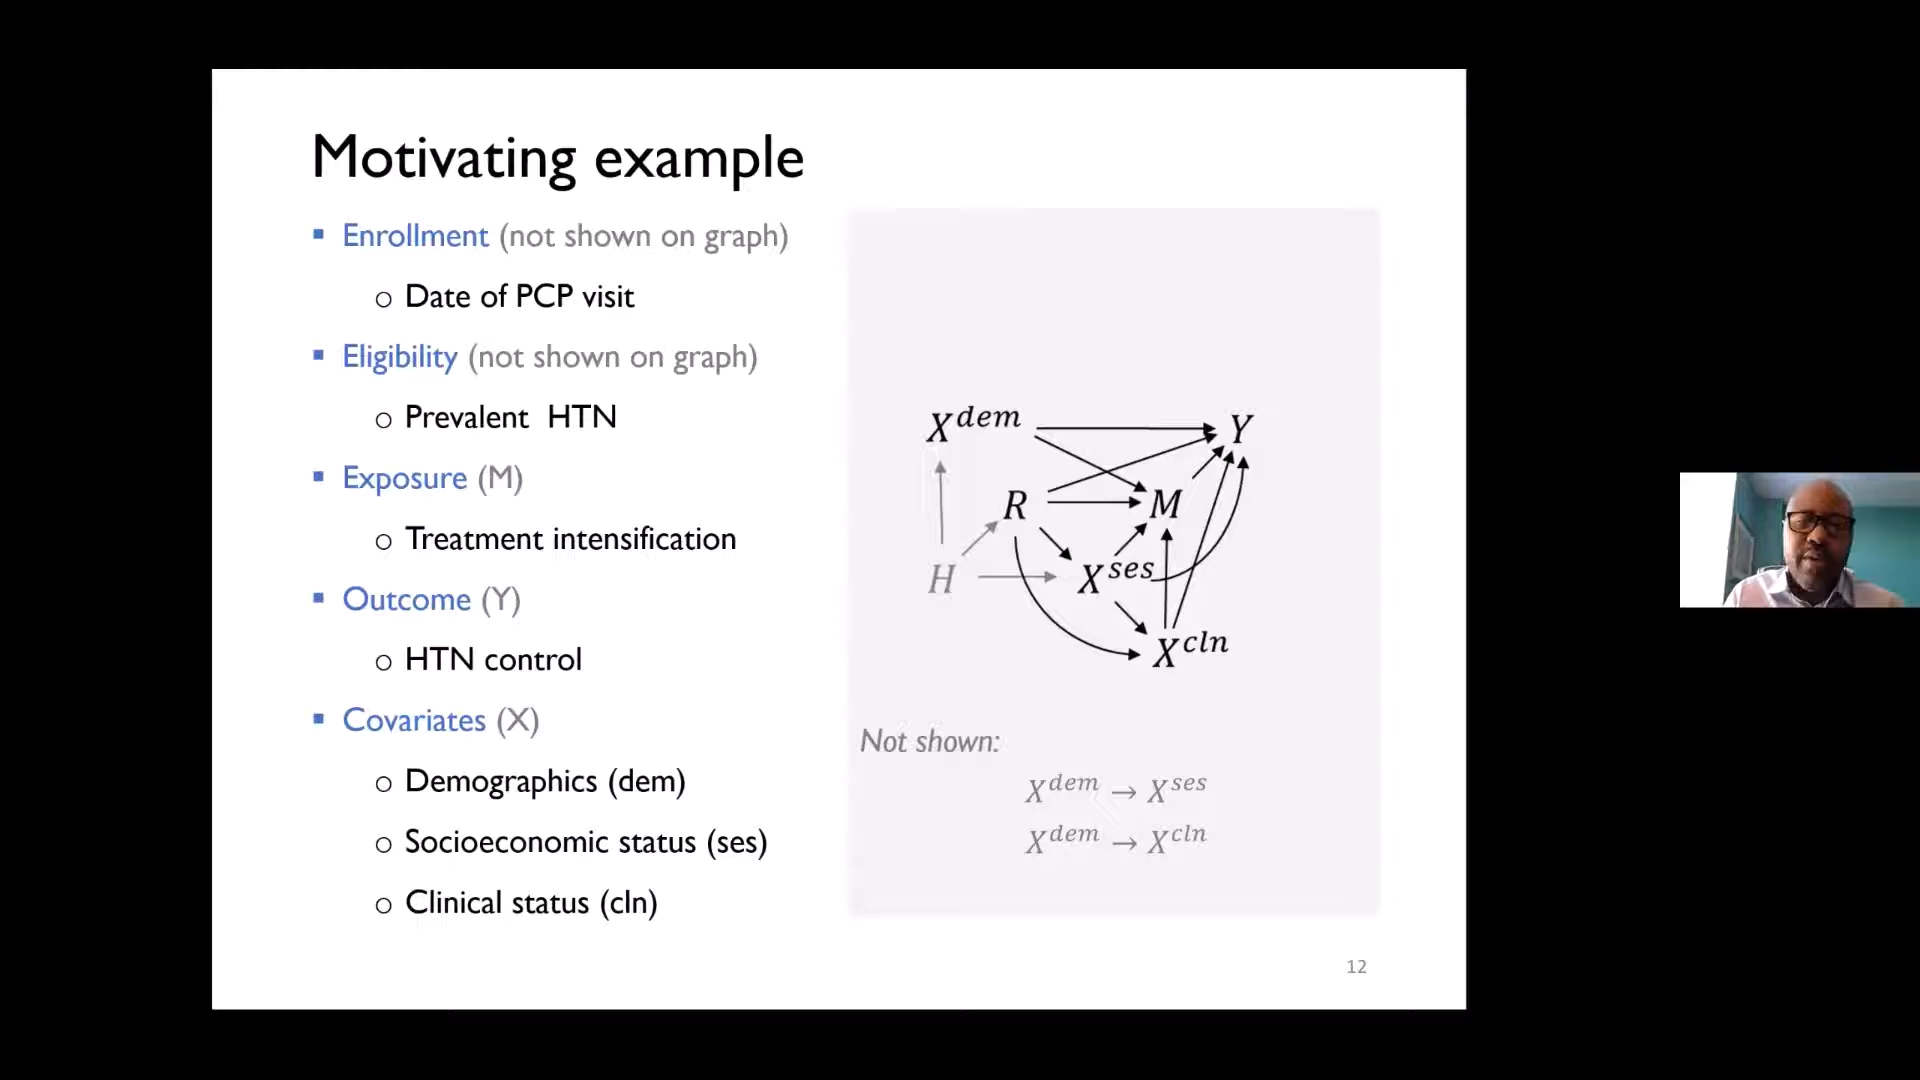 Motivating example
▪ Enrollment (not shown on graph)
o Date of PCP visit
▪ Eligibility (not shown on graph)
o Prevalent HTN
▪ Exposure (M)
o Treatment intensification
▪ Outcome (Y)
o HTN control
▪ Covariates (X)
o Demographics (dem)
o Socioeconomic status (ses)
o Clinical status (cln)
X^dem
Y
R
M
H
X^ses
X^cln
Not shown:
X^dem → X^ses
X^dem → X^cln
12